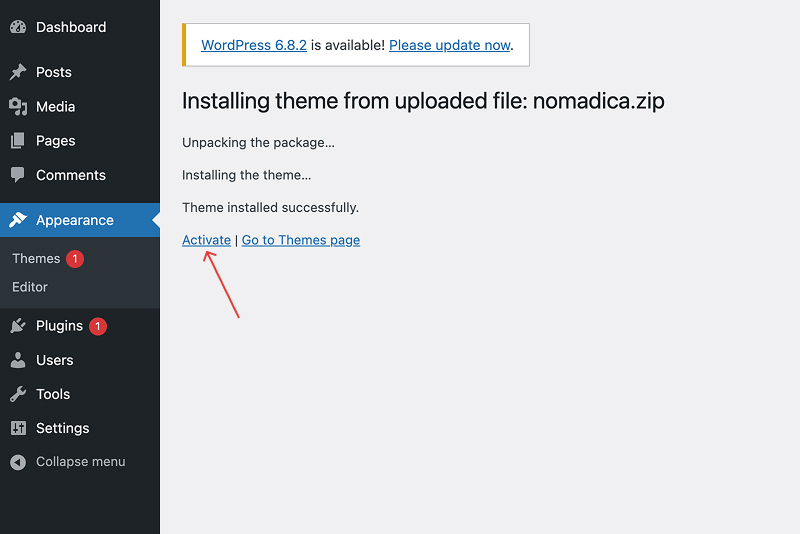 Dashboard
Posts
Media
Pages
Comments
Appearance
Themes 1
Editor
Plugins 1
Users
Tools
Settings
Collapse menu
WordPress 6.8.2 is available! Please update now.
Installing theme from uploaded file: nomadica.zip
Unpacking the package…
Installing the theme…
Theme installed successfully.
Activate | Go to Themes page